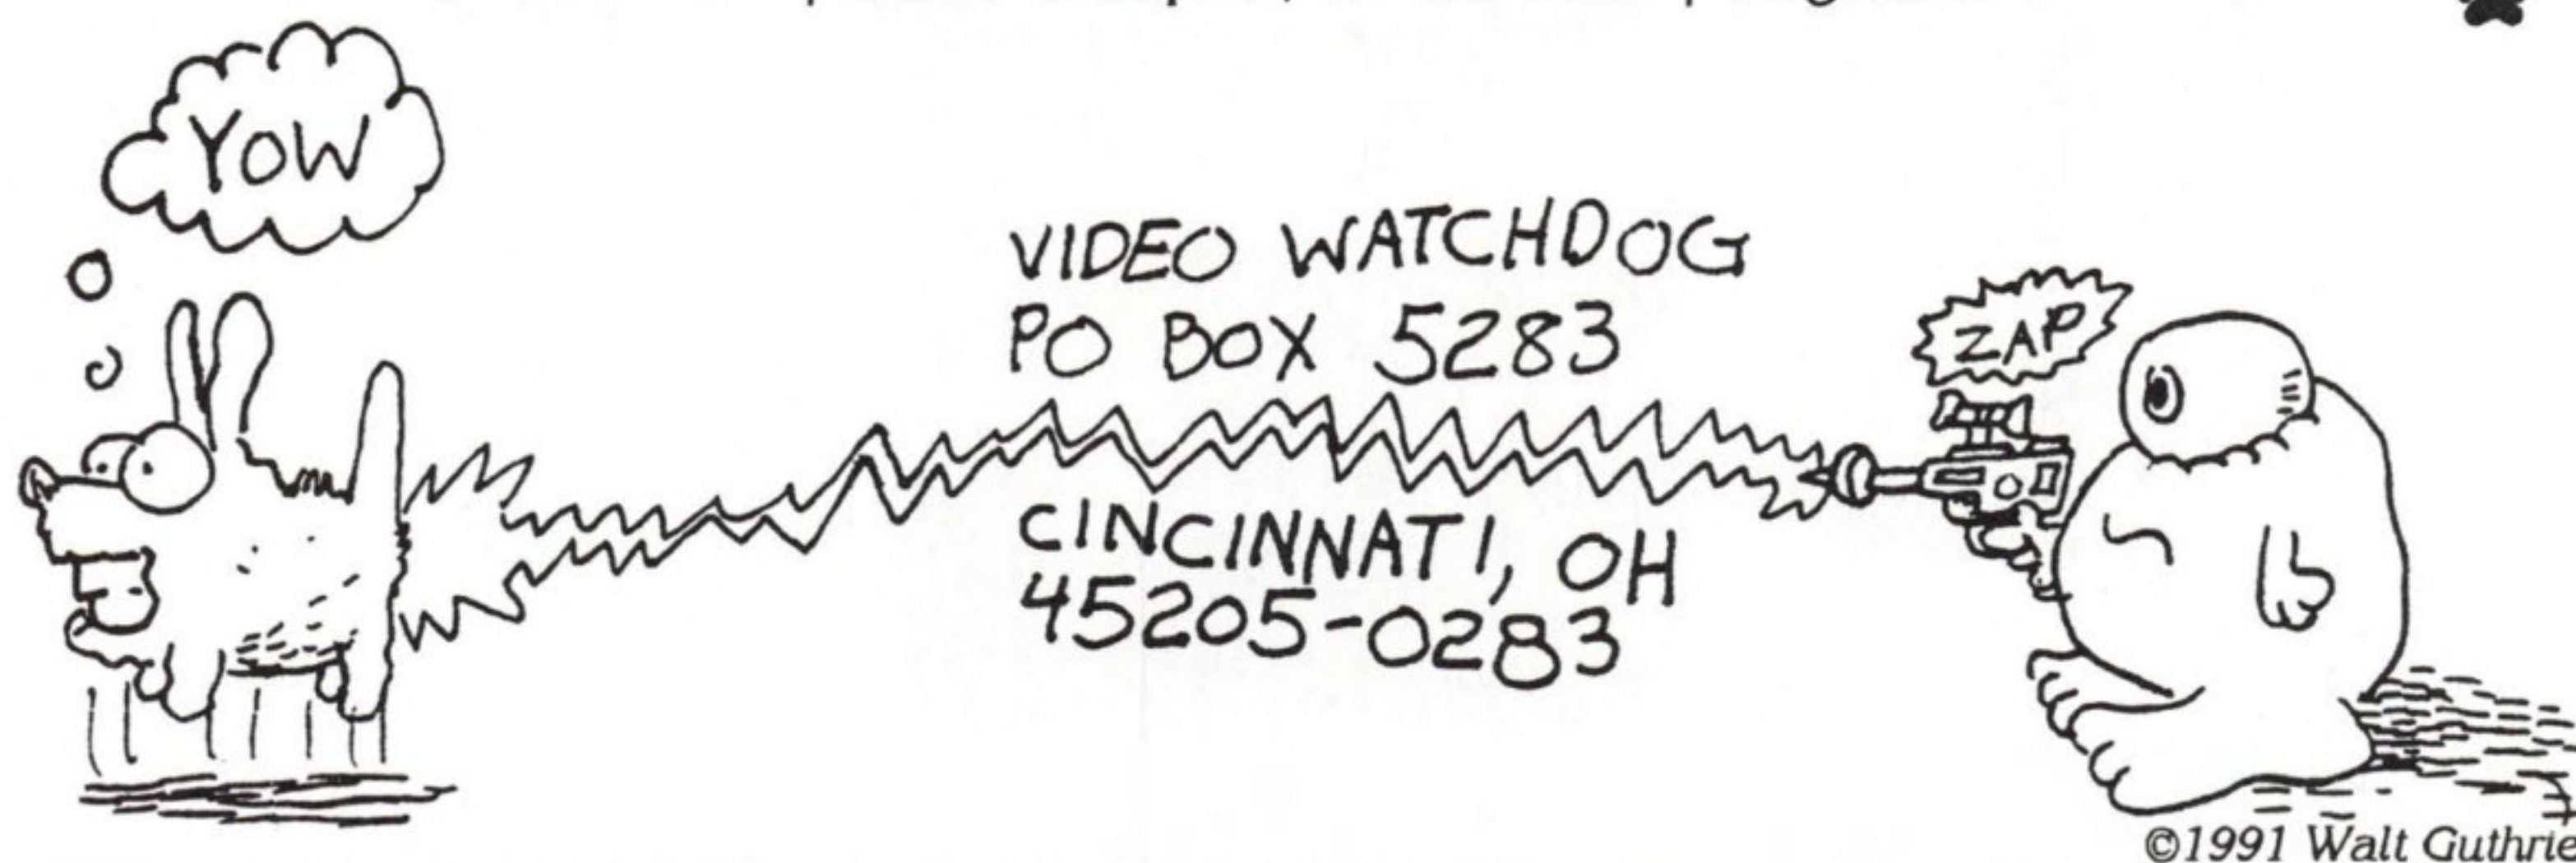 YOW
VIDEO WATCHDOG
PO BOX 5283
ZAP
CINCINNATI, OH
45205-0283
©1991 Walt Guthrie